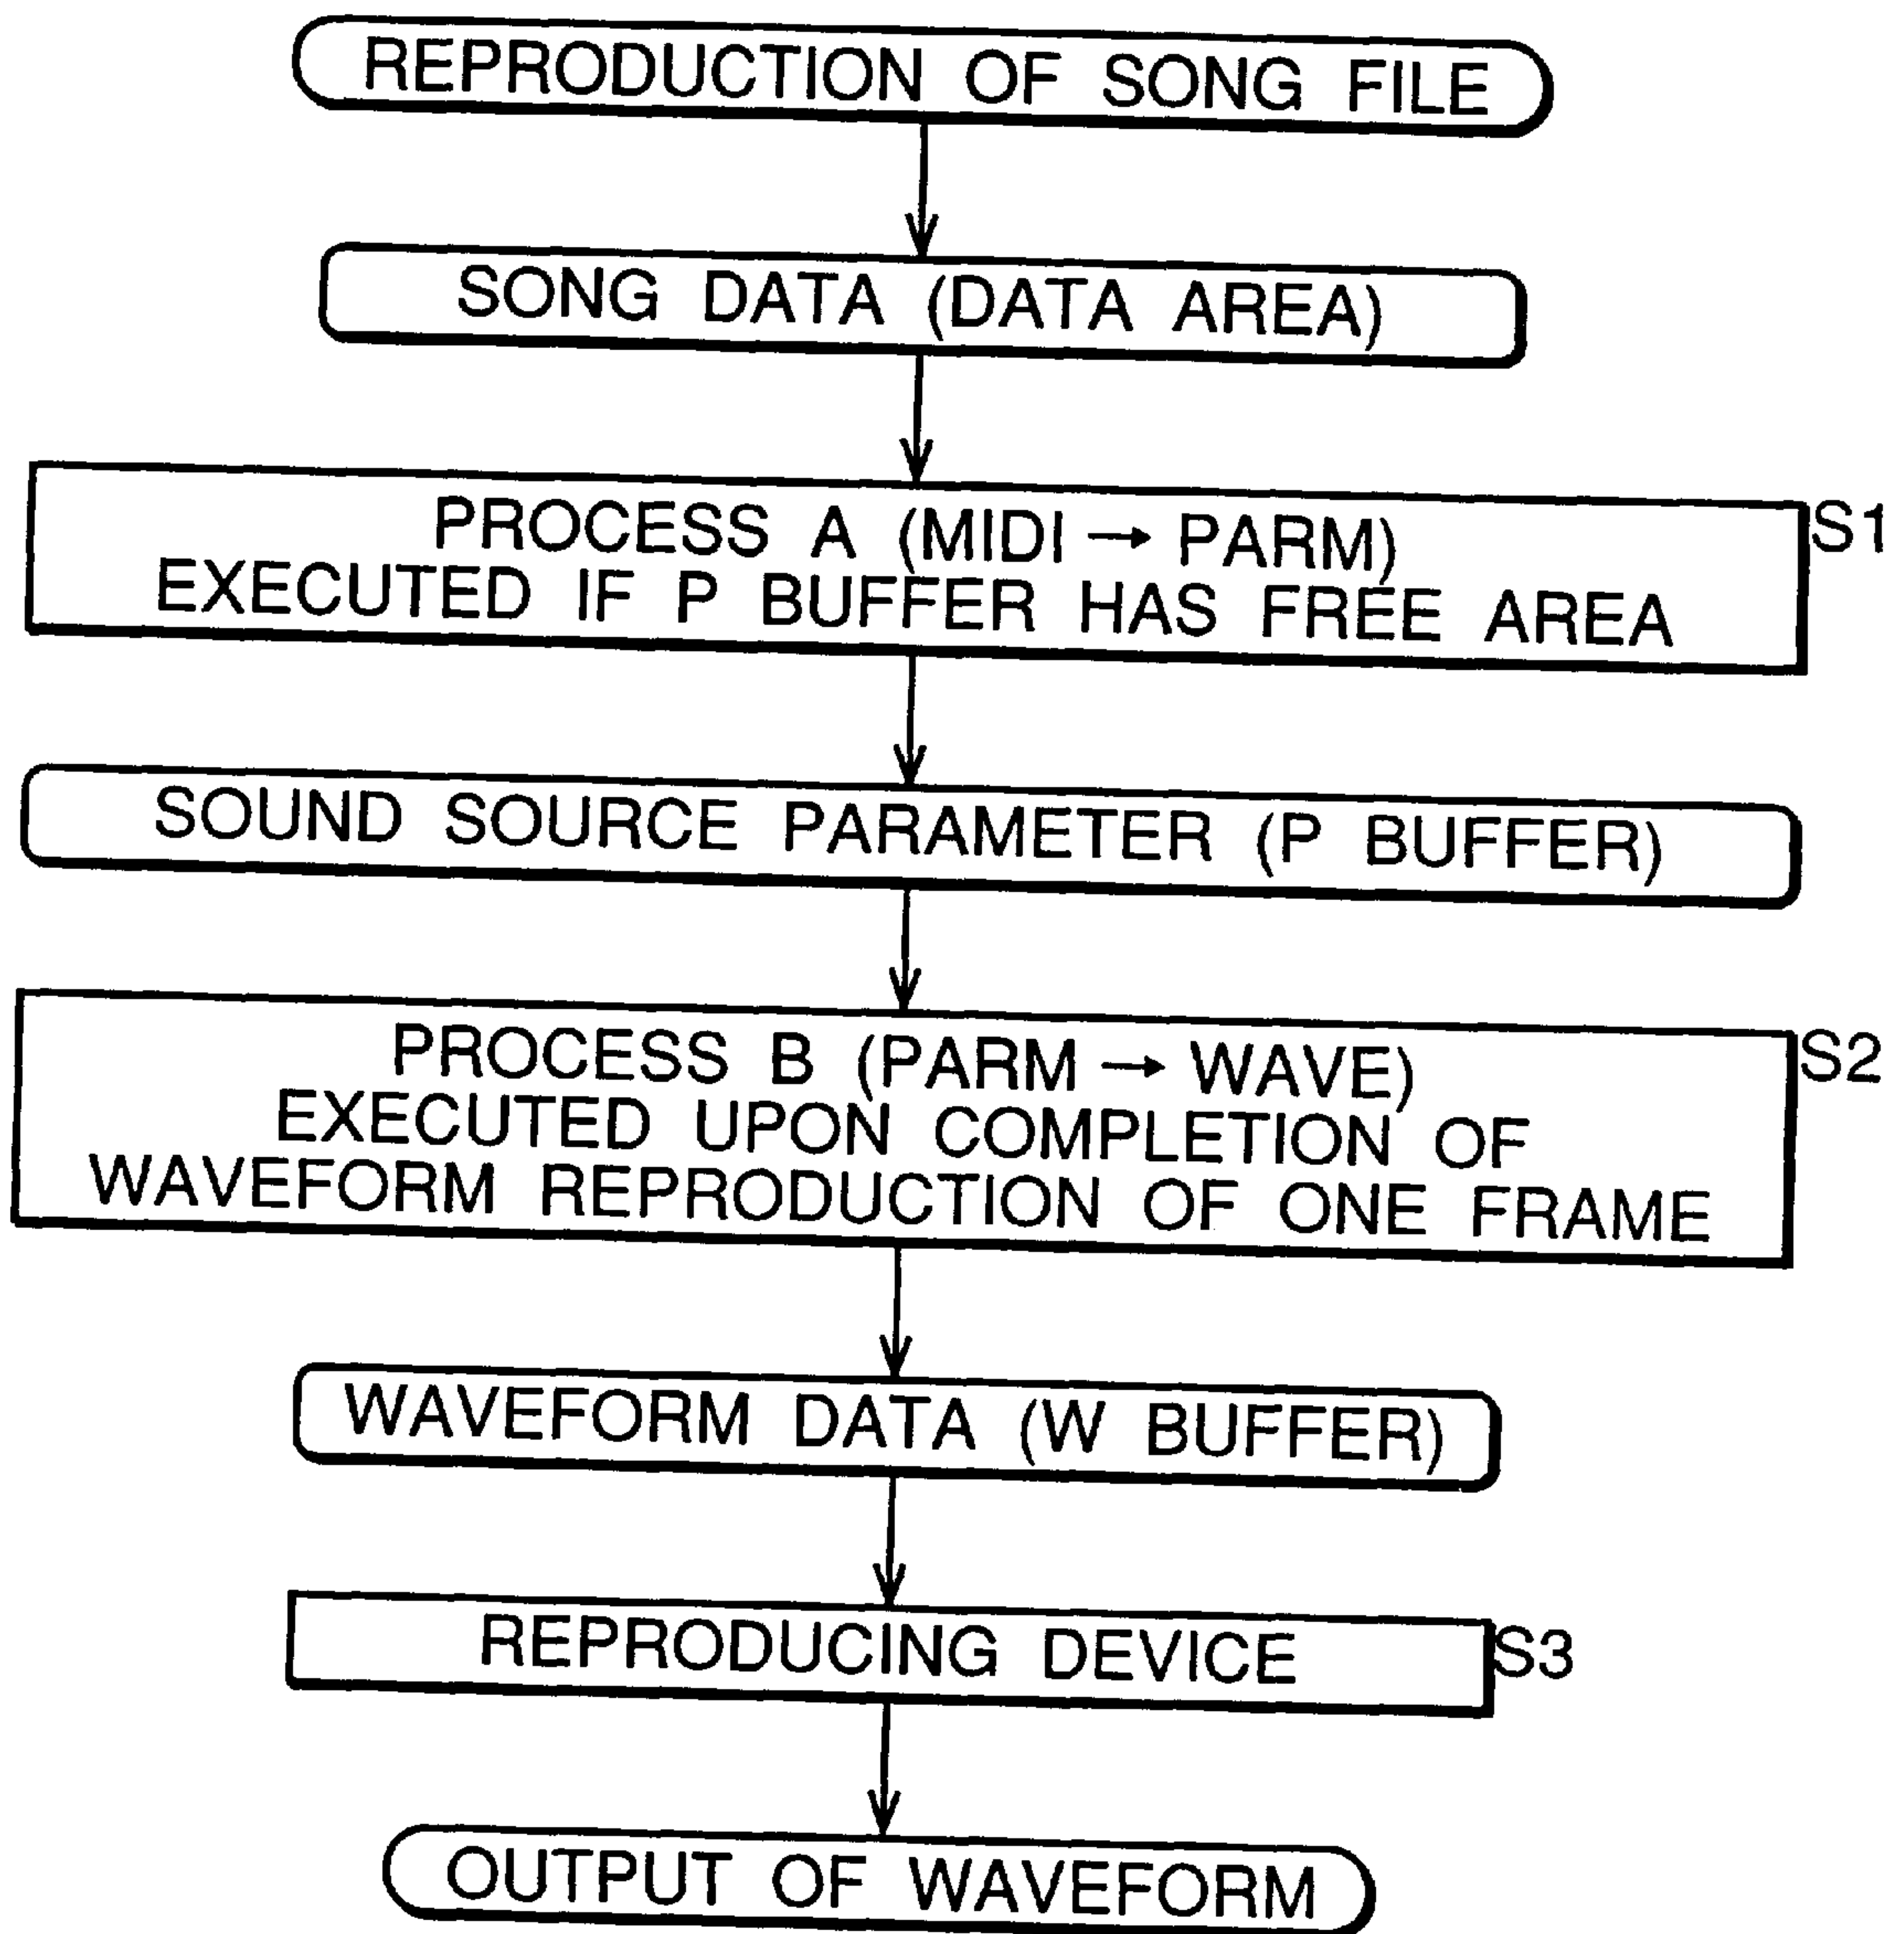 REPRODUCTION OF SONG FILE
SONG DATA (DATA AREA)
PROCESS A (MIDI → PARM)
EXECUTED IF P BUFFER HAS FREE AREA
S1
SOUND SOURCE PARAMETER (P BUFFER)
PROCESS B (PARM → WAVE)
EXECUTED UPON COMPLETION OF
WAVEFORM REPRODUCTION OF ONE FRAME
S2
WAVEFORM DATA (W BUFFER)
REPRODUCING DEVICE
S3
OUTPUT OF WAVEFORM